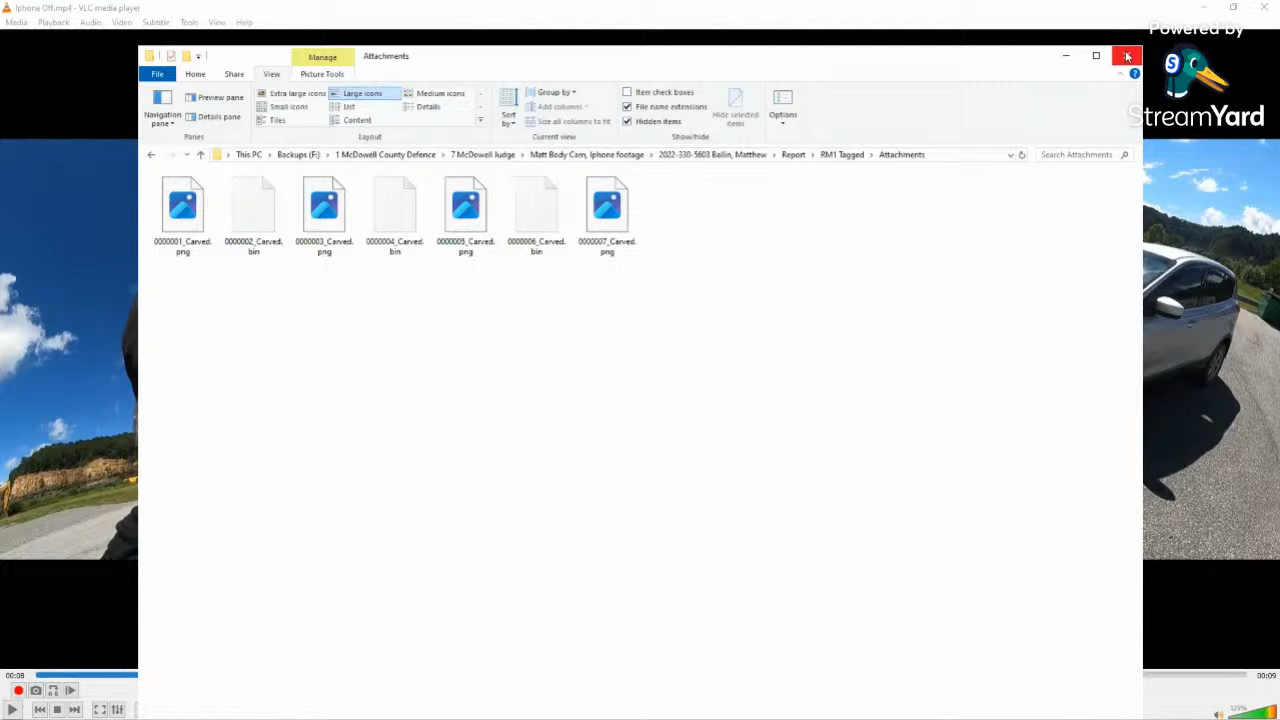 Iphone Off.mp4 - VLC media player
Media Playback Audio Video Subtitle Tools View Help
Powered by
StreamYard
Manage Attachments
File Home Share View Picture Tools
Navigation pane
Preview pane
Details pane
Panes
Extra large icons Large icons Medium icons
Small icons List Details
Tiles Content
Layout
Sort by
Group by
Add columns
Size all columns to fit
Current view
Item check boxes
File name extensions
Hidden items
Hide selected items
Show/hide
Options
This PC > Backups (F:) > 1 McDowell County Defence > 7 McDowell Judge > Matt Body Cam, Iphone footage > 2022-330-5603 Ballin, Matthew > Report > RM1 Tagged > Attachments
Search Attachments
0000001_Carved.png
0000002_Carved.bin
0000003_Carved.png
0000004_Carved.bin
0000005_Carved.png
0000006_Carved.bin
0000007_Carved.png
00:08
00:09
125%